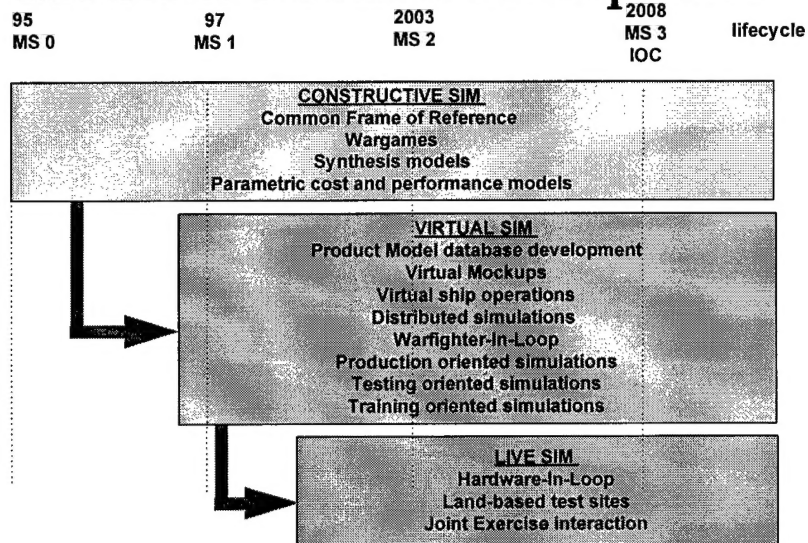 95
MS 0
97
MS 1
2003
MS 2
2008
MS 3
IOC
lifecycle
CONSTRUCTIVE SIM
Common Frame of Reference
Wargames
Synthesis models
Parametric cost and performance models
VIRTUAL SIM
Product Model database development
Virtual Mockups
Virtual ship operations
Distributed simulations
Warfighter-In-Loop
Production oriented simulations
Testing oriented simulations
Training oriented simulations
LIVE SIM
Hardware-In-Loop
Land-based test sites
Joint Exercise interaction